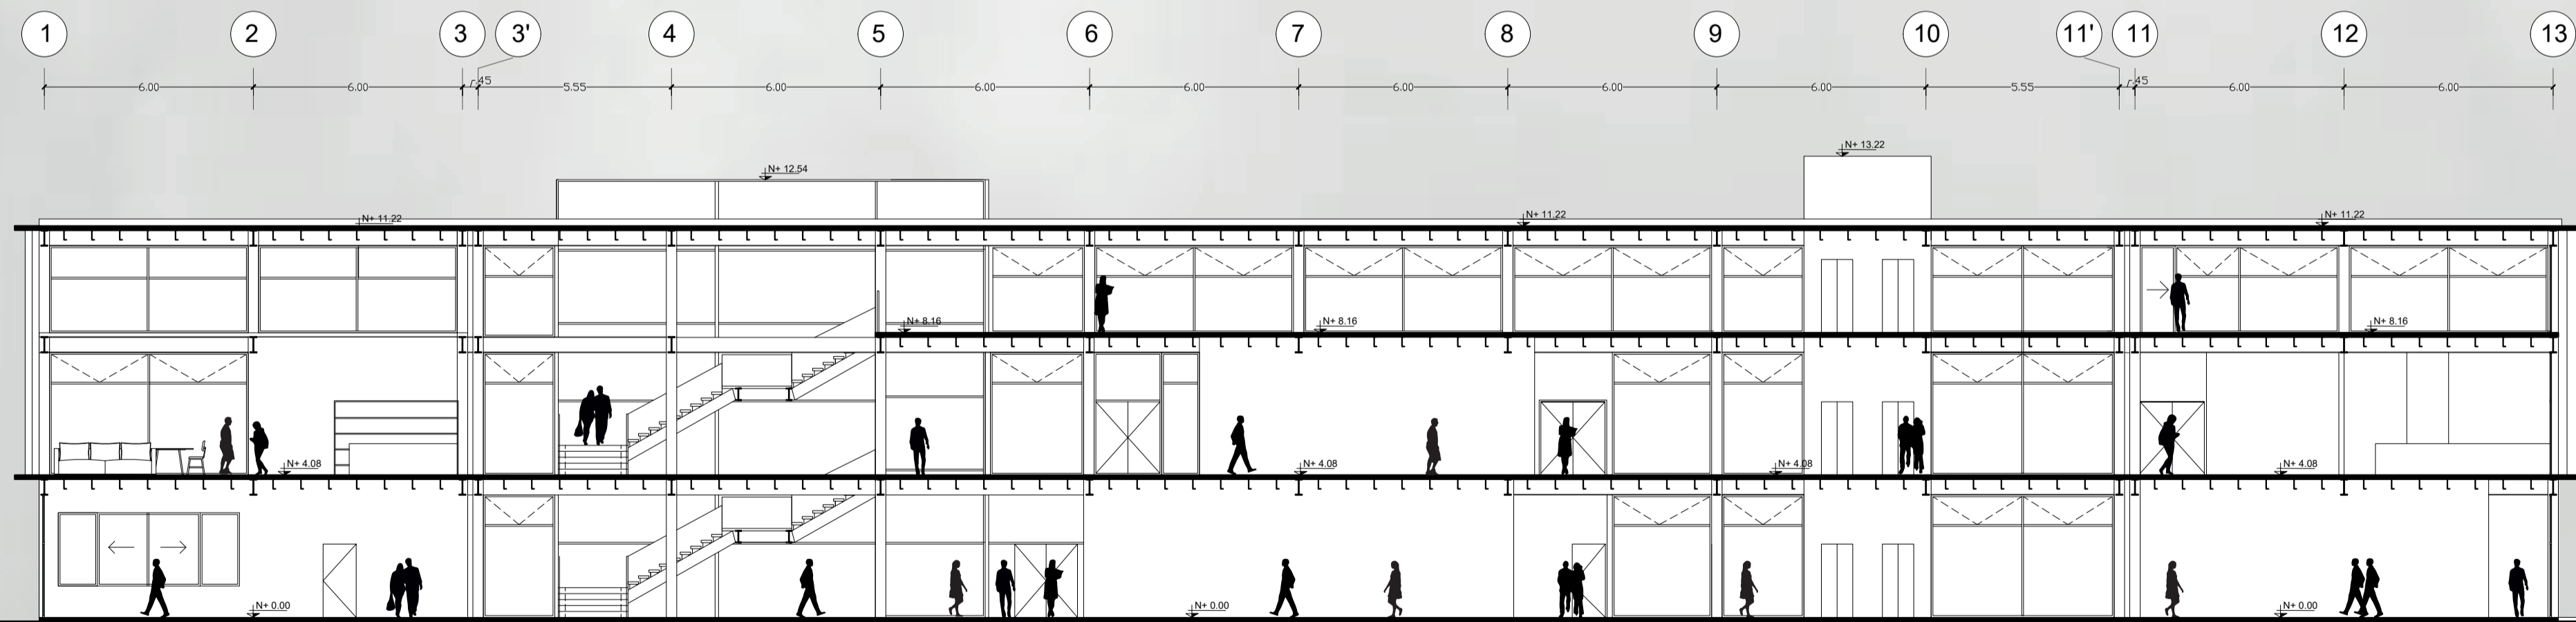 1 2 3 3' 4 5 6 7 8 9 10 11' 11 12 13
6.00 6.00 .45 5.55 6.00 6.00 6.00 6.00 6.00 6.00 5.55 .45 6.00 6.00
N+ 13.22
N+ 12.54
N+ 11.22 N+ 11.22 N+ 11.22
N+ 8.16 N+ 8.16 N+ 8.16
N+ 4.08 N+ 4.08 N+ 4.08 N+ 4.08
N+ 0.00 N+ 0.00 N+ 0.00